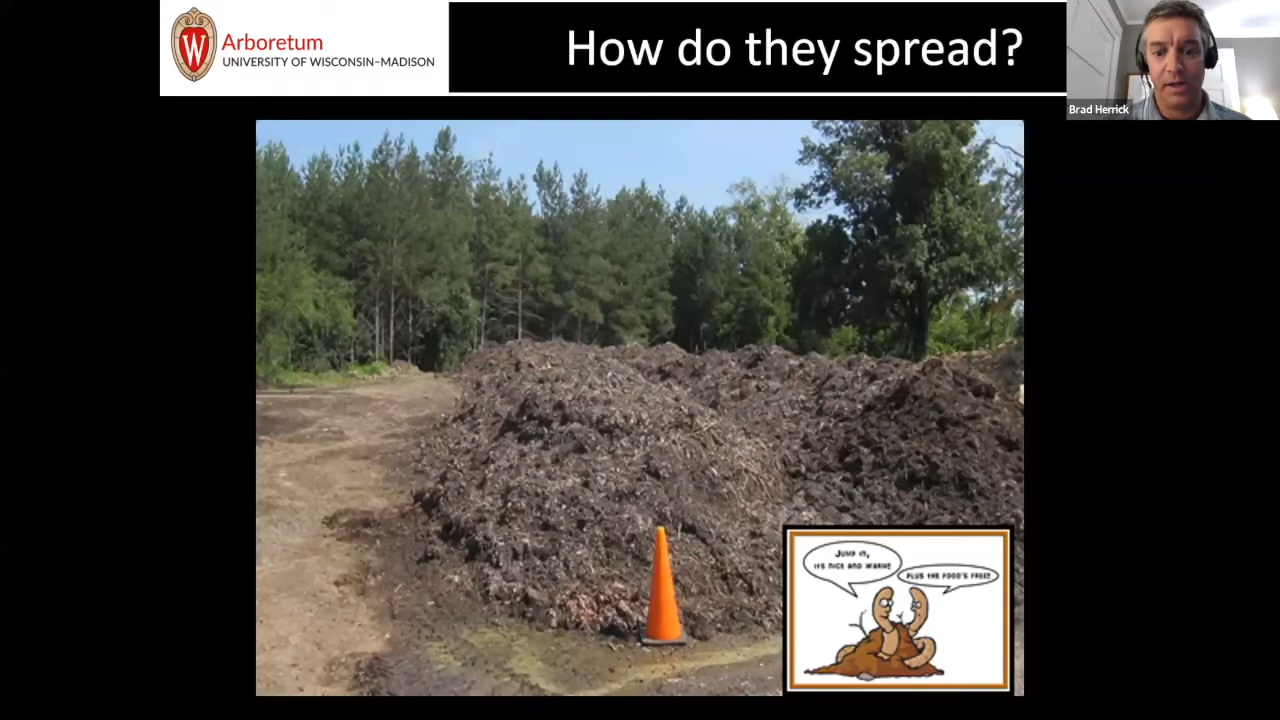 W
Arboretum
UNIVERSITY OF WISCONSIN–MADISON
How do they spread?
Brad Herrick
JUMP IN,
ITS NICE AND WARM!
PLUS THE FOOD'S FREE!